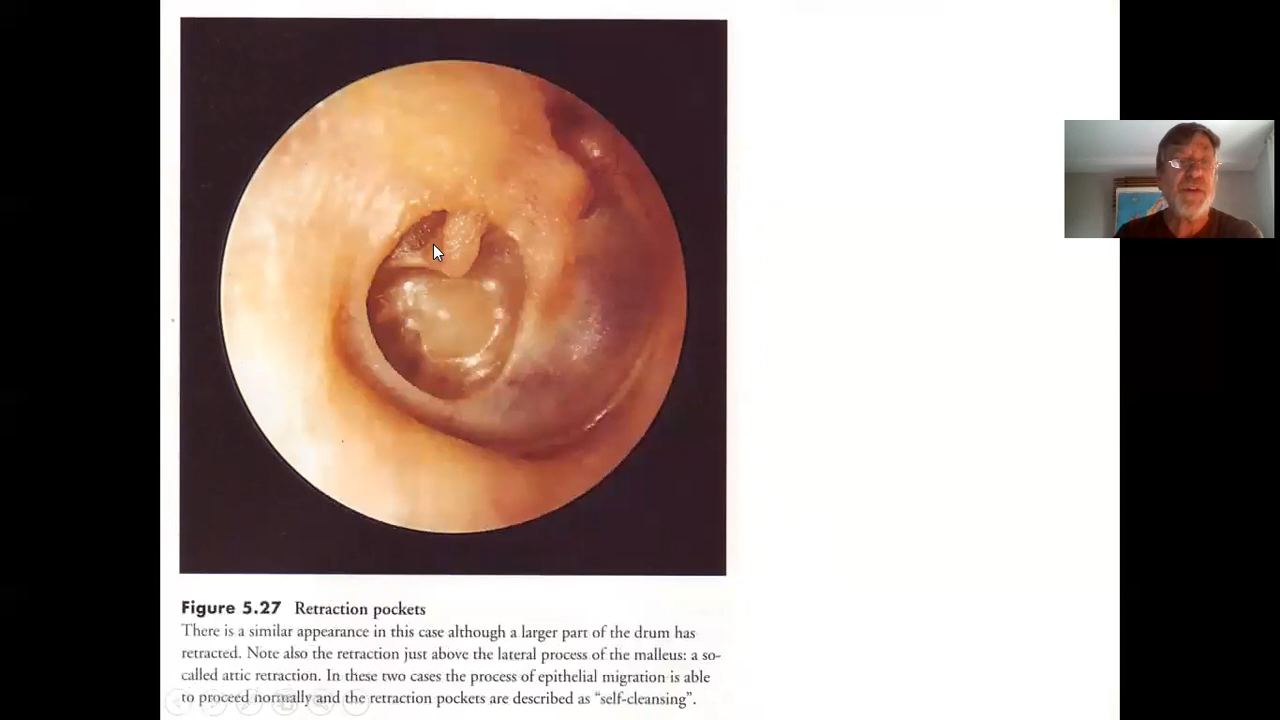 Figure 5.27 Retraction pockets
There is a similar appearance in this case although a larger part of the drum has
retracted. Note also the retraction just above the lateral process of the malleus: a so-
called attic retraction. In these two cases the process of epithelial migration is able
to proceed normally and the retraction pockets are described as “self-cleansing”.